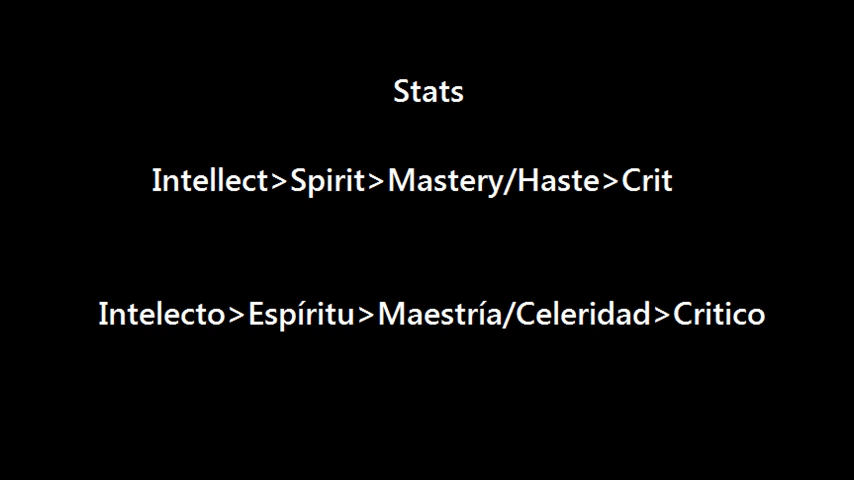 Stats
Intellect>Spirit>Mastery/Haste>Crit
Intelecto>Espíritu>Maestría/Celeridad>Critico